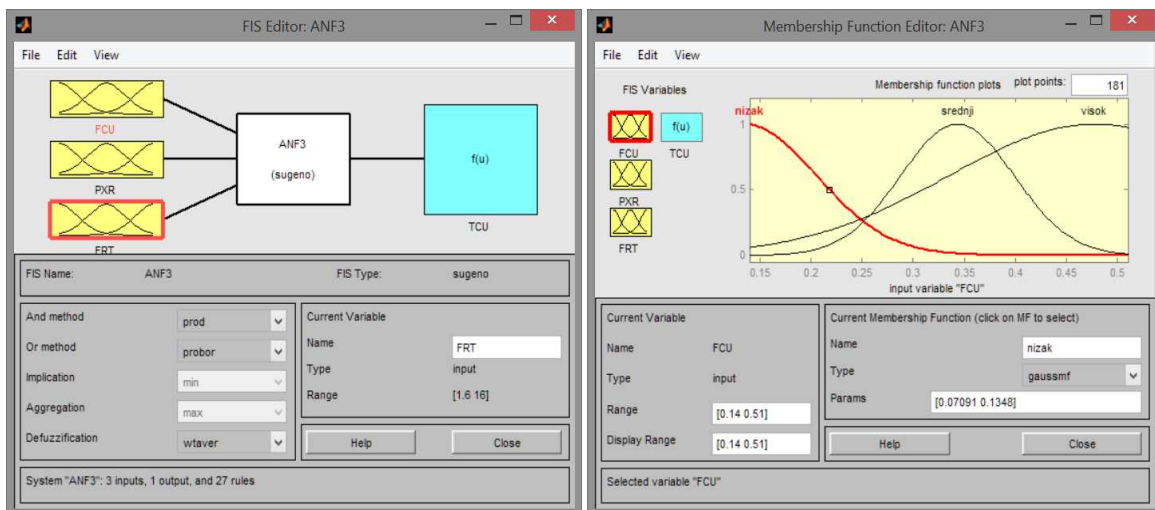 FIS Editor: ANF3
File Edit View
FCU
PXR
FRT
ANF3
(sugeno)
f(u)
TCU
FIS Name: ANF3 FIS Type: sugeno
And method prod
Or method probor
Implication min
Aggregation max
Defuzzification wtaver
Current Variable
Name FRT
Type input
Range [1.6 16]
Help Close
System "ANF3": 3 inputs, 1 output, and 27 rules
Membership Function Editor: ANF3
File Edit View
FIS Variables
FCU
PXR
FRT
f(u)
TCU
Membership function plots plot points: 181
nizak srednji visok
1
0.5
0
0.15 0.2 0.25 0.3 0.35 0.4 0.45 0.5
input variable "FCU"
Current Variable
Name FCU
Type input
Range [0.14 0.51]
Display Range [0.14 0.51]
Current Membership Function (click on MF to select)
Name nizak
Type gaussmf
Params [0.07091 0.1348]
Help Close
Selected variable "FCU"